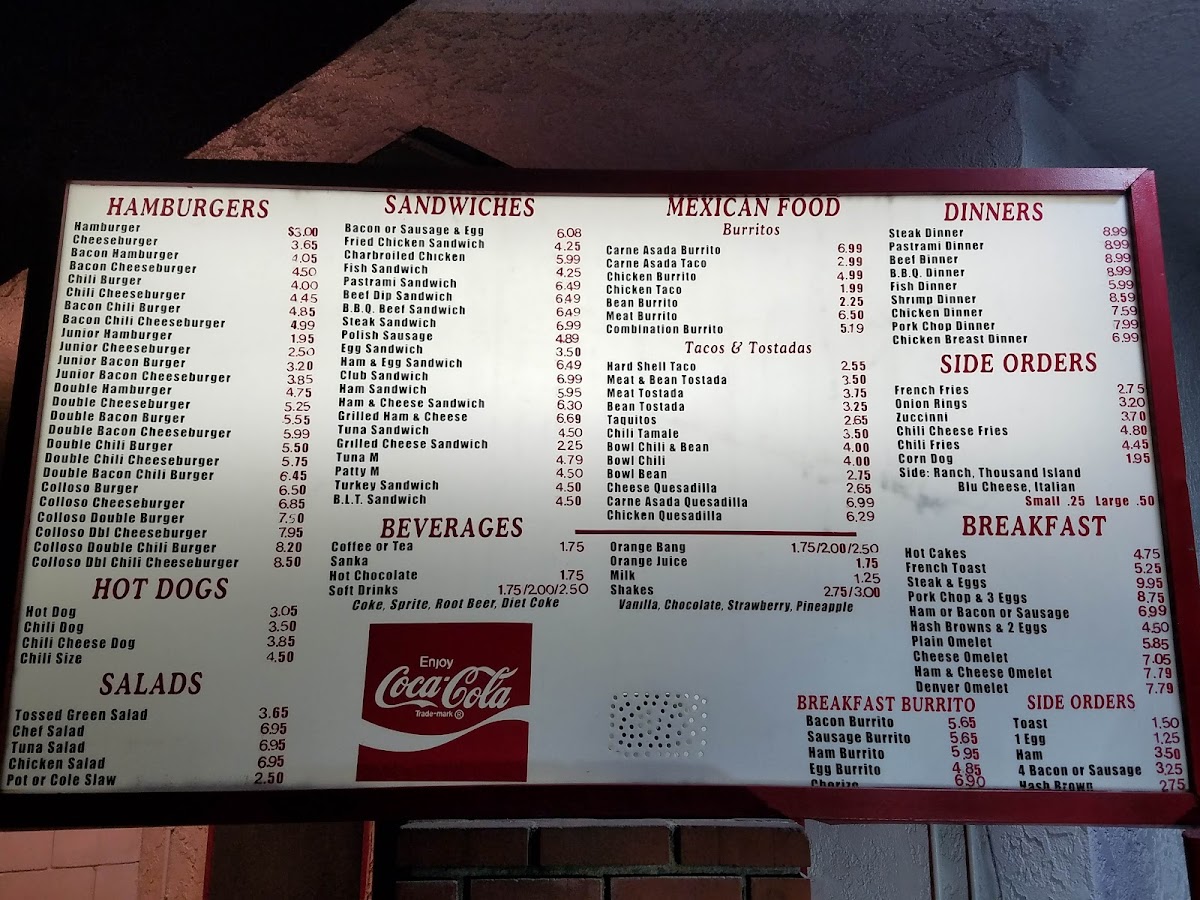 HAMBURGERS
Hamburger $3.00
Cheeseburger 3.65
Bacon Hamburger 4.05
Bacon Cheeseburger 4.50
Chili Burger 4.00
Chili Cheeseburger 4.45
Bacon Chili Burger 4.85
Bacon Chili Cheeseburger 4.99
Junior Hamburger 1.95
Junior Cheeseburger 2.50
Junior Bacon Burger 3.20
Junior Bacon Cheeseburger 3.85
Double Hamburger 4.75
Double Cheeseburger 5.25
Double Bacon Burger 5.55
Double Bacon Cheeseburger 5.99
Double Chili Burger 5.50
Double Chili Cheeseburger 5.75
Double Bacon Chili Burger 6.45
Colloso Burger 6.50
Colloso Cheeseburger 6.85
Colloso Double Burger 7.50
Colloso Dbl Cheeseburger 7.95
Colloso Double Chili Burger 8.20
Colloso Dbl Chili Cheeseburger 8.50
HOT DOGS
Hot Dog 3.05
Chili Dog 3.50
Chili Cheese Dog 3.85
Chili Size 4.50
SALADS
Tossed Green Salad 3.65
Chef Salad 6.95
Tuna Salad 6.95
Chicken Salad 6.95
Pot or Cole Slaw 2.50
SANDWICHES
Bacon or Sausage & Egg 6.08
Fried Chicken Sandwich 4.25
Charbroiled Chicken 5.99
Fish Sandwich 4.25
Pastrami Sandwich 6.49
Beef Dip Sandwich 6.49
B.B.Q. Beef Sandwich 6.49
Steak Sandwich 6.99
Polish Sausage 4.89
Egg Sandwich 3.50
Ham & Egg Sandwich 6.49
Club Sandwich 6.99
Ham Sandwich 5.95
Ham & Cheese Sandwich 6.30
Grilled Ham & Cheese 6.69
Tuna Sandwich 4.50
Grilled Cheese Sandwich 2.25
Tuna M 4.79
Patty M 4.50
Turkey Sandwich 4.50
B.L.T. Sandwich 4.50
BEVERAGES
Coffee or Tea 1.75
Sanka
Hot Chocolate 1.75
Soft Drinks 1.75/2.00/2.50
Coke, Sprite, Root Beer, Diet Coke
Enjoy
Coca-Cola
Trade-mark ®
MEXICAN FOOD
Burritos
Carne Asada Burrito 6.99
Carne Asada Taco 2.99
Chicken Burrito 4.99
Chicken Taco 1.99
Bean Burrito 2.25
Meat Burrito 6.50
Combination Burrito 5.19
Tacos & Tostadas
Hard Shell Taco 2.55
Meat & Bean Tostada 3.50
Meat Tostada 3.75
Bean Tostada 3.25
Taquitos 2.65
Chili Tamale 3.50
Bowl Chili & Bean 4.00
Bowl Chili 4.00
Bowl Bean 2.75
Cheese Quesadilla 2.65
Carne Asada Quesadilla 6.99
Chicken Quesadilla 6.29
Orange Bang 1.75/2.00/2.50
Orange Juice 1.75
Milk 1.25
Shakes 2.75/3.00
Vanilla, Chocolate, Strawberry, Pineapple
DINNERS
Steak Dinner 8.99
Pastrami Dinner 8.99
Beef Dinner 8.99
B.B.Q. Dinner 8.99
Fish Dinner 5.99
Shrimp Dinner 8.59
Chicken Dinner 7.59
Pork Chop Dinner 7.99
Chicken Breast Dinner 6.99
SIDE ORDERS
French Fries 2.75
Onion Rings 3.20
Zuccinni 3.70
Chili Cheese Fries 4.80
Chili Fries 4.45
Corn Dog 1.95
Side: Ranch, Thousand Island
Blu Cheese, Italian
Small .25 Large .50
BREAKFAST
Hot Cakes 4.75
French Toast 5.25
Steak & Eggs 9.95
Pork Chop & 3 Eggs 8.75
Ham or Bacon or Sausage 6.99
Hash Browns & 2 Eggs 4.50
Plain Omelet 5.85
Cheese Omelet 7.05
Ham & Cheese Omelet 7.79
Denver Omelet 7.79
BREAKFAST BURRITO
Bacon Burrito 5.65
Sausage Burrito 5.65
Ham Burrito 5.95
Egg Burrito 4.85
Chorizo 6.90
SIDE ORDERS
Toast 1.50
1 Egg 1.25
Ham 3.50
4 Bacon or Sausage 3.25
Hash Brown 2.75